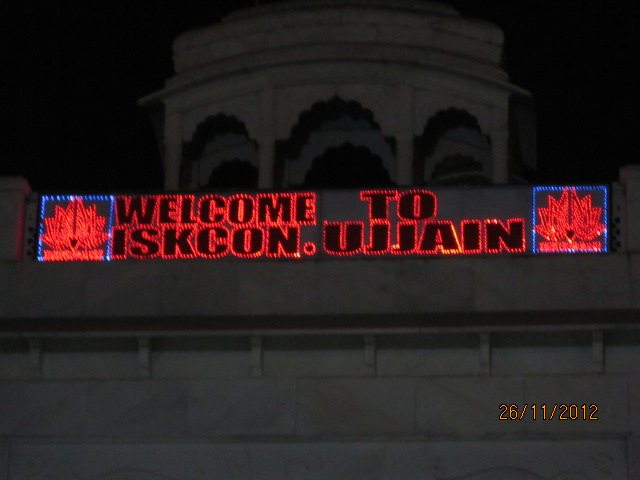 WELCOME TO
ISKCON. UJJAIN
26/11/2012